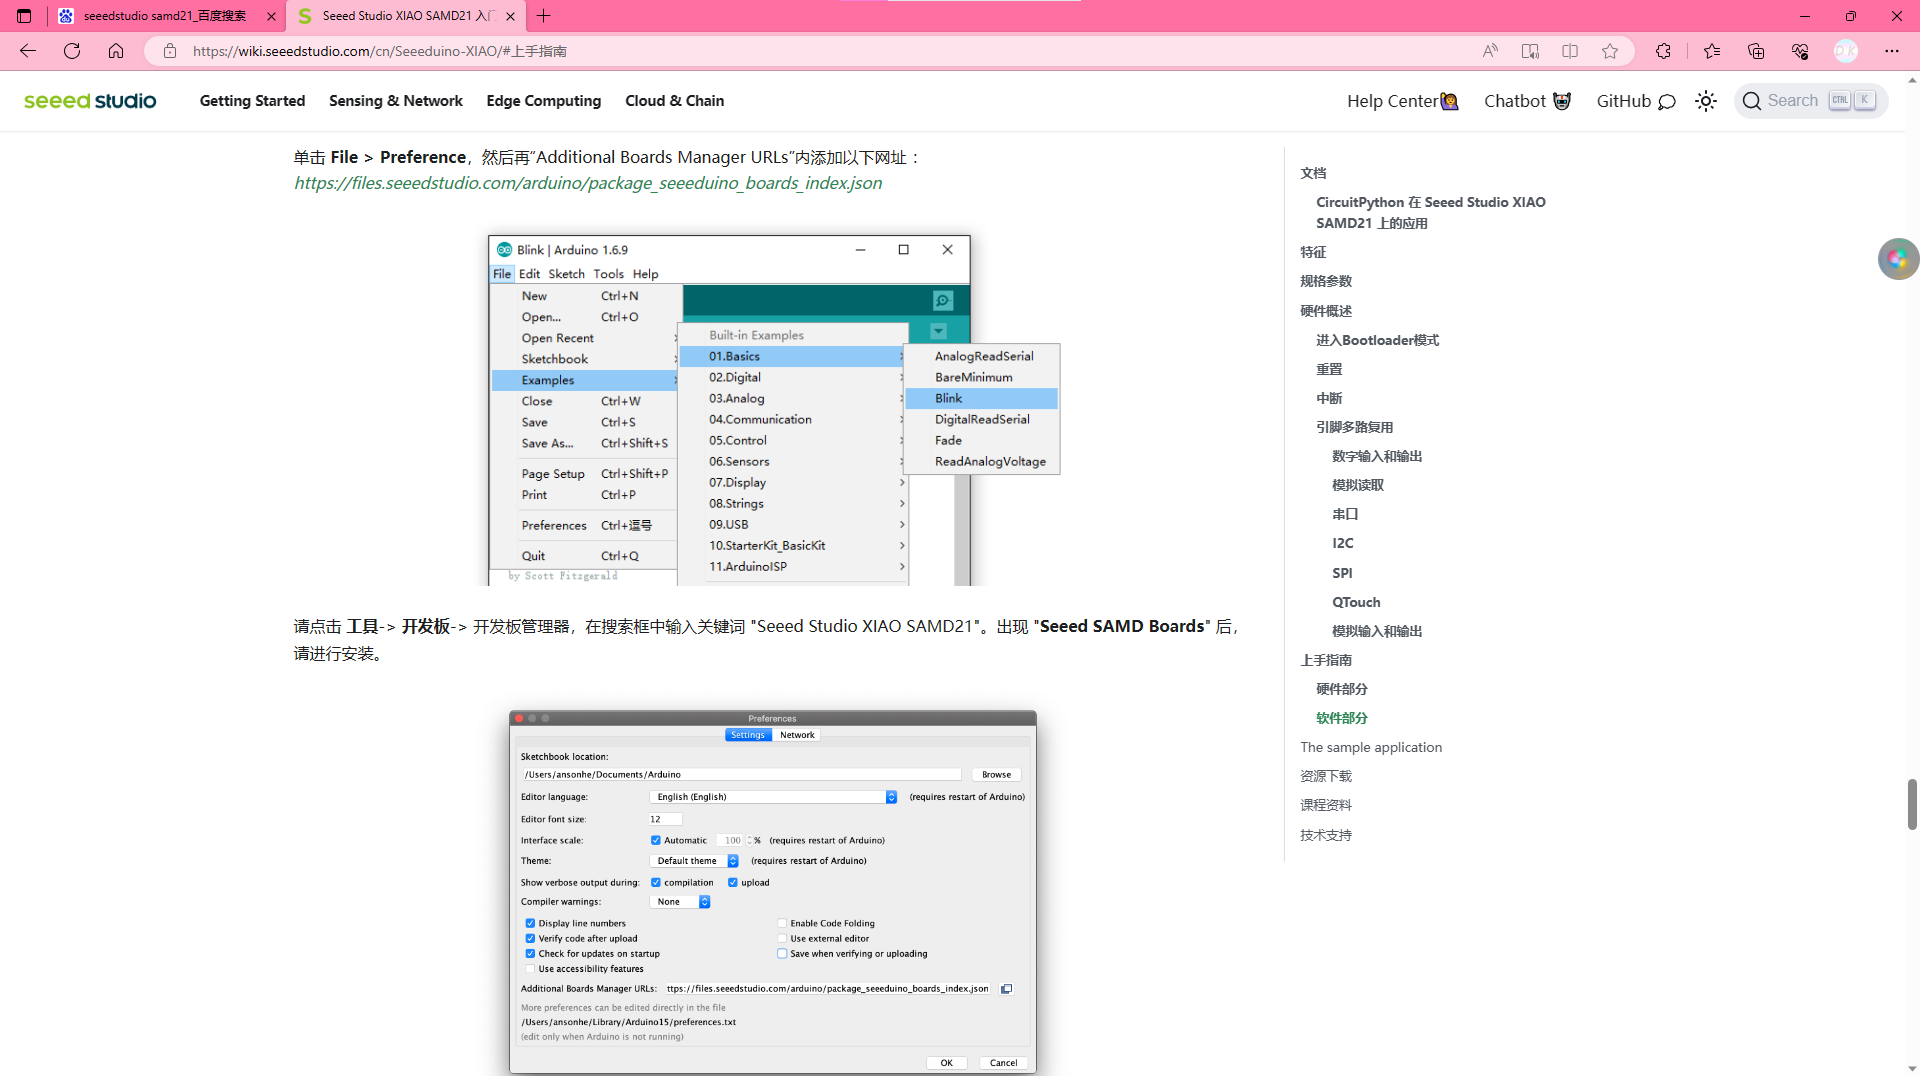 seeedstudio samd21_百度搜索
Seeed Studio XIAO SAMD21 入门
https://wiki.seeedstudio.com/cn/Seeeduino-XIAO/#上手指南
seeed studio
Getting Started
Sensing & Network
Edge Computing
Cloud & Chain
Help Center
Chatbot
GitHub
Search
CTRL
K
单击 File > Preference，然后再“Additional Boards Manager URLs”内添加以下网址：
https://files.seeedstudio.com/arduino/package_seeeduino_boards_index.json
Blink | Arduino 1.6.9
File Edit Sketch Tools Help
New Ctrl+N
Open... Ctrl+O
Open Recent
Sketchbook
Examples
Close Ctrl+W
Save Ctrl+S
Save As... Ctrl+Shift+S
Page Setup Ctrl+Shift+P
Print Ctrl+P
Preferences Ctrl+逗号
Quit Ctrl+Q
by Scott Fitzgerald
Built-in Examples
01.Basics
02.Digital
03.Analog
04.Communication
05.Control
06.Sensors
07.Display
08.Strings
09.USB
10.StarterKit_BasicKit
11.ArduinoISP
AnalogReadSerial
BareMinimum
Blink
DigitalReadSerial
Fade
ReadAnalogVoltage
请点击 工具-> 开发板-> 开发板管理器，在搜索框中输入关键词 "Seeed Studio XIAO SAMD21"。出现 "Seeed SAMD Boards" 后，
请进行安装。
Preferences
Settings Network
Sketchbook location:
/Users/ansonhe/Documents/Arduino Browse
Editor language: English (English) (requires restart of Arduino)
Editor font size: 12
Interface scale: Automatic 100 % (requires restart of Arduino)
Theme: Default theme (requires restart of Arduino)
Show verbose output during: compilation upload
Compiler warnings: None
Display line numbers Enable Code Folding
Verify code after upload Use external editor
Check for updates on startup Save when verifying or uploading
Use accessibility features
Additional Boards Manager URLs: ttps://files.seeedstudio.com/arduino/package_seeeduino_boards_index.json
More preferences can be edited directly in the file
/Users/ansonhe/Library/Arduino15/preferences.txt
(edit only when Arduino is not running)
OK Cancel
文档
CircuitPython 在 Seeed Studio XIAO
SAMD21 上的应用
特征
规格参数
硬件概述
进入Bootloader模式
重置
中断
引脚多路复用
数字输入和输出
模拟读取
串口
I2C
SPI
QTouch
模拟输入和输出
上手指南
硬件部分
软件部分
The sample application
资源下载
课程资料
技术支持